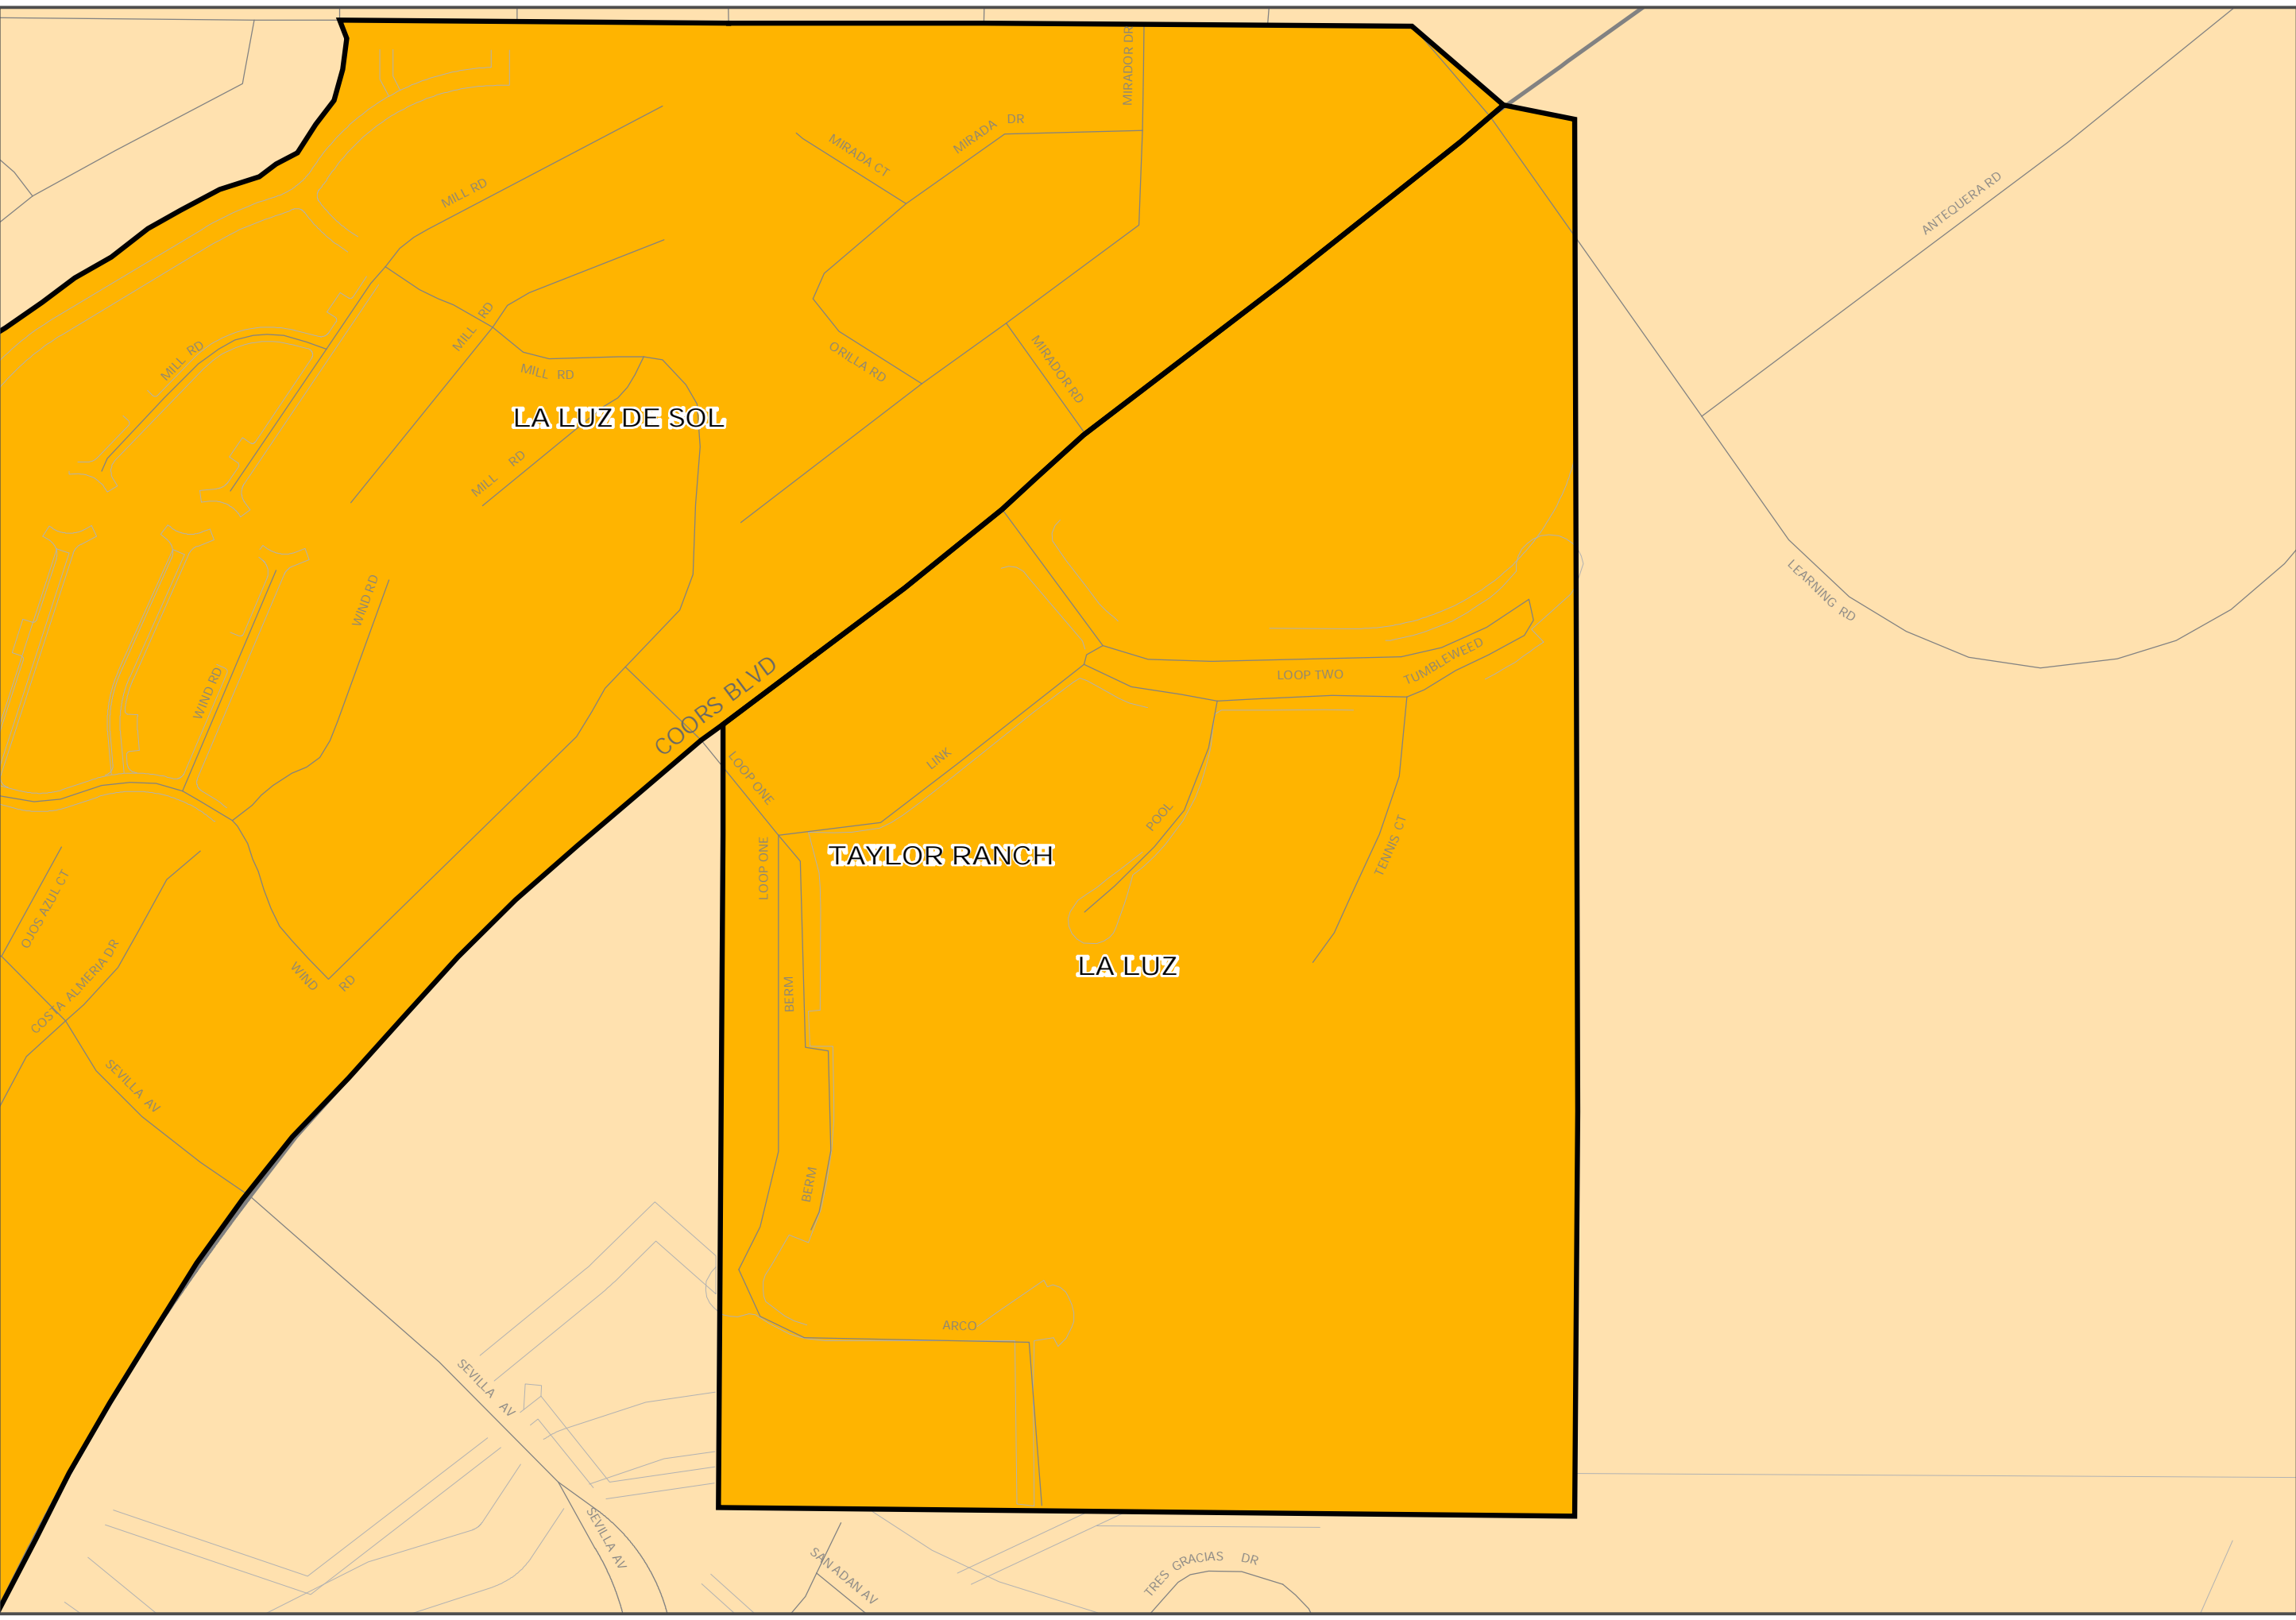 MIRADOR DR
MIRADA CT
MIRADA DR
MILL RD
ANTEQUERA RD
MILL RD
MILL RD
MILL RD
ORILLA RD
MIRADOR RD
LA LUZ DE SOL
MILL RD
LEARNING RD
WIND RD
WIND RD
COORS BLVD
LOOP TWO
TUMBLEWEED
LINK
LOOP ONE
LOOP ONE
POOL
TENNIS CT
TAYLOR RANCH
OJOS AZUL CT
COSTA ALMERIA DR
WIND RD
LA LUZ
BERM
SEVILLA AV
BERM
ARCO
SEVILLA AV
SEVILLA AV
SAN ADAN AV
TRES GRACIAS DR